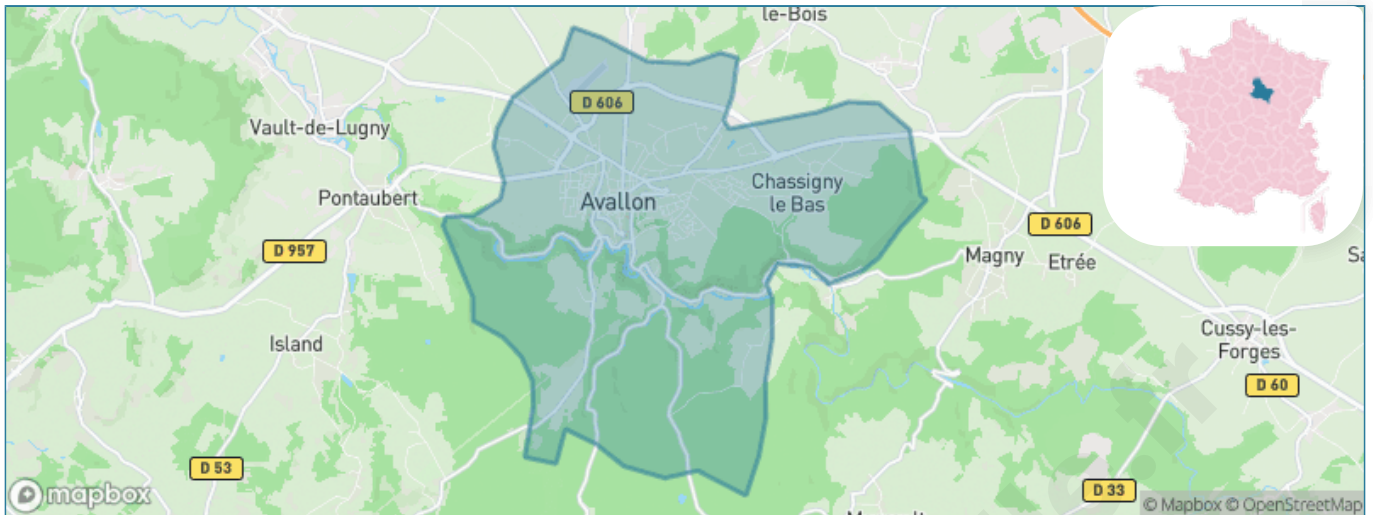 le-Bois
D 606
Vault-de-Lugny
Chassigny
le Bas
Pontaubert
Avallon
D 606
D 957
Magny
Etrée
Island
Cussy-les-
Forges
D 60
D 53
D 33
mapbox
© Mapbox © OpenStreetMap